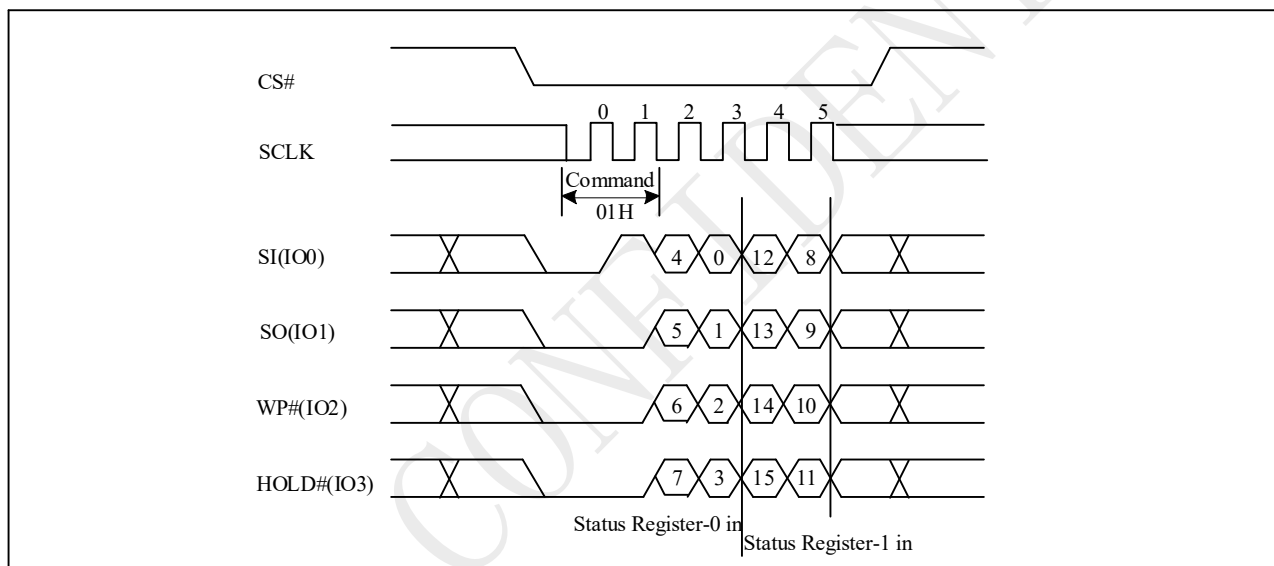 CS#
0 1 2 3 4 5
SCLK
Command
01H
SI(IO0) 4 0 12 8
SO(IO1) 5 1 13 9
WP#(IO2) 6 2 14 10
HOLD#(IO3) 7 3 15 11
Status Register-0 in
Status Register-1 in
CONFIDENT